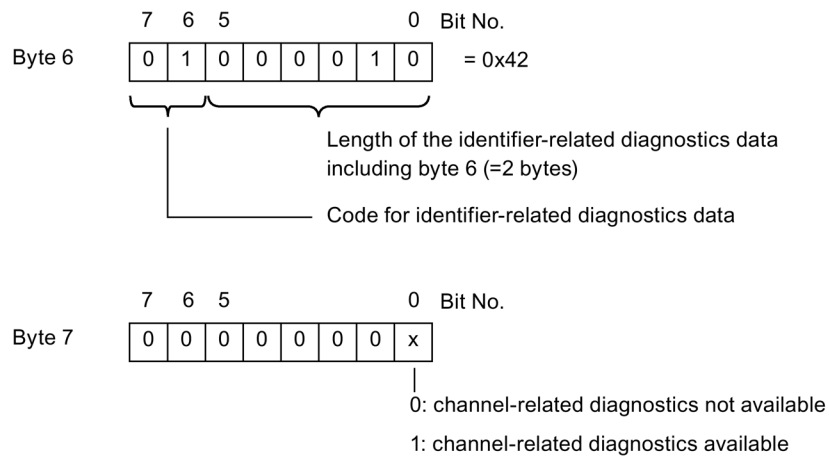 7 6 5 0 Bit No.
Byte 6 0 1 0 0 0 0 1 0 = 0x42
Length of the identifier-related diagnostics data
including byte 6 (=2 bytes)
Code for identifier-related diagnostics data
7 6 5 0 Bit No.
Byte 7 0 0 0 0 0 0 0 x
0: channel-related diagnostics not available
1: channel-related diagnostics available